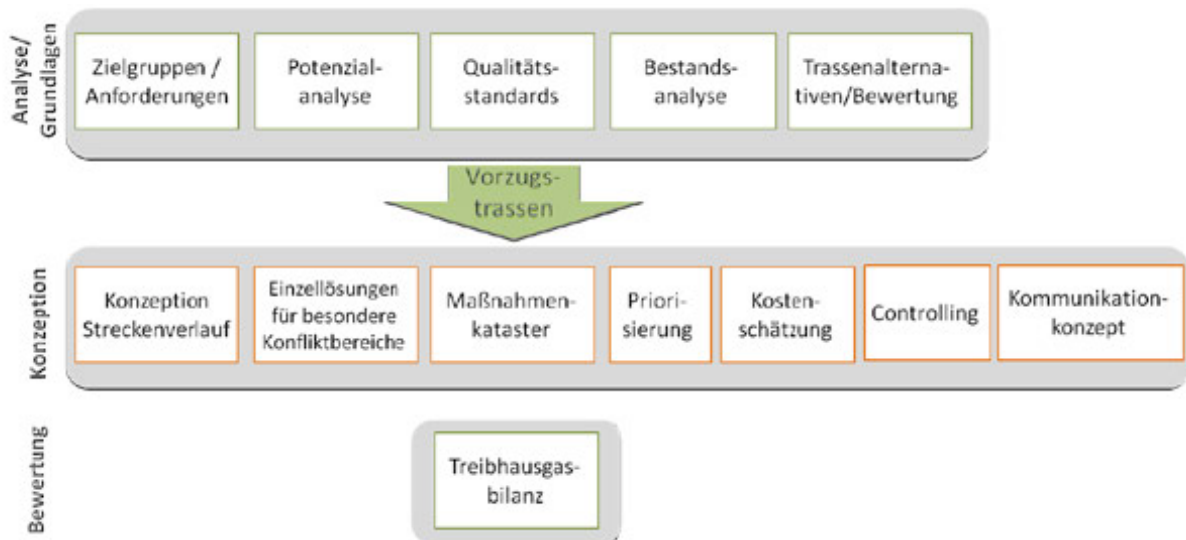 Analyse/
Grundlagen
Zielgruppen /
Anforderungen
Potenzial-
analyse
Qualitäts-
standards
Bestands-
analyse
Trassenalterna-
tiven/Bewertung
Vorzugs-
trassen
Konzeption
Konzeption
Streckenverlauf
Einzellösungen
für besondere
Konfliktbereiche
Maßnahmen-
kataster
Priori-
sierung
Kosten-
schätzung
Controlling
Kommunikation-
konzept
Bewertung
Treibhausgas-
bilanz